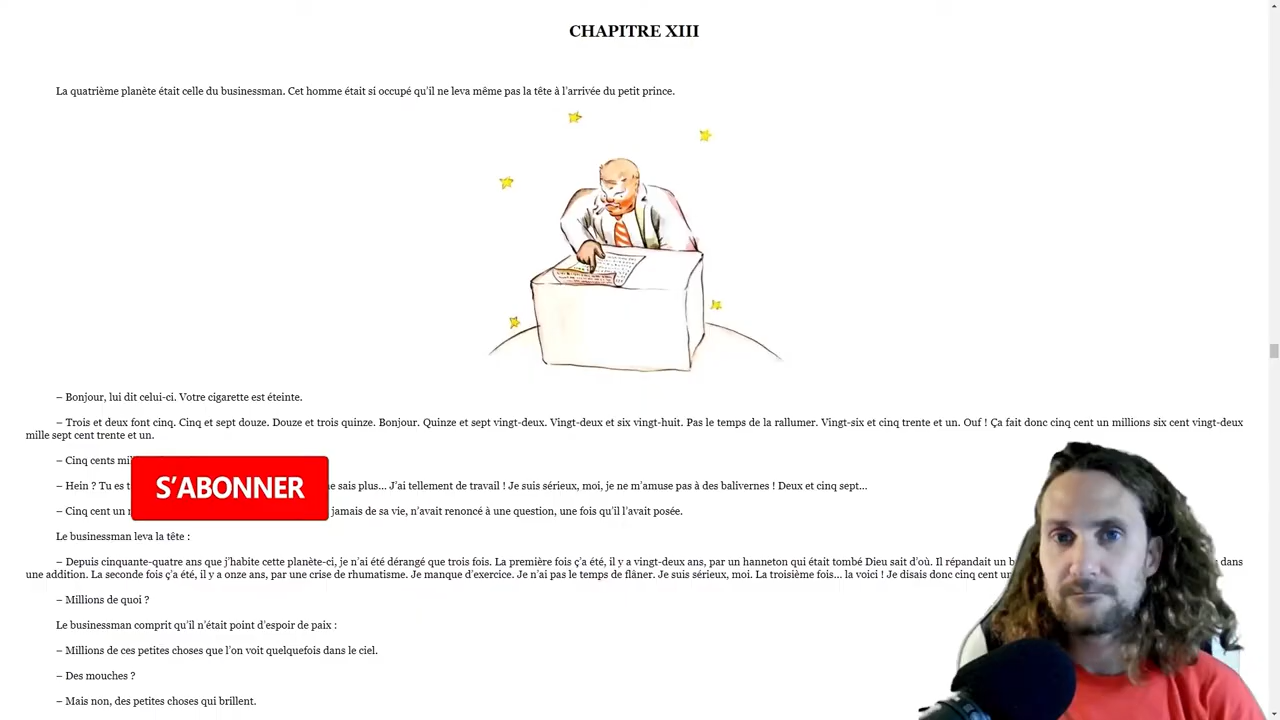 CHAPITRE XIII
La quatrième planète était celle du businessman. Cet homme était si occupé qu'il ne leva même pas la tête à l'arrivée du petit prince.
– Bonjour, lui dit celui-ci. Votre cigarette est éteinte.
– Trois et deux font cinq. Cinq et sept douze. Douze et trois quinze. Bonjour. Quinze et sept vingt-deux. Vingt-deux et six vingt-huit. Pas le temps de la rallumer. Vingt-six et cinq trente et un. Ouf ! Ça fait donc cinq cent un millions six cent vingt-deux
mille sept cent trente et un.
– Cinq cents
– Hein ? Tu es sais plus… J'ai tellement de travail ! Je suis sérieux, moi, je ne m'amuse pas à des balivernes ! Deux et cinq sept…
S'ABONNER
– Cinq cent un jamais de sa vie, n'avait renoncé à une question, une fois qu'il l'avait posée.
Le businessman leva la tête :
– Depuis cinquante-quatre ans que j'habite cette planète-ci, je n'ai été dérangé que trois fois. La première fois ç'a été, il y a vingt-deux ans, par un hanneton qui était tombé Dieu sait d'où. Il répandait un dans
une addition. La seconde fois ç'a été, il y a onze ans, par une crise de rhumatisme. Je manque d'exercice. Je n'ai pas le temps de flâner. Je suis sérieux, moi. La troisième fois… la voici ! Je disais donc cinq cent
– Millions de quoi ?
Le businessman comprit qu'il n'était point d'espoir de paix :
– Millions de ces petites choses que l'on voit quelquefois dans le ciel.
– Des mouches ?
– Mais non, des petites choses qui brillent.